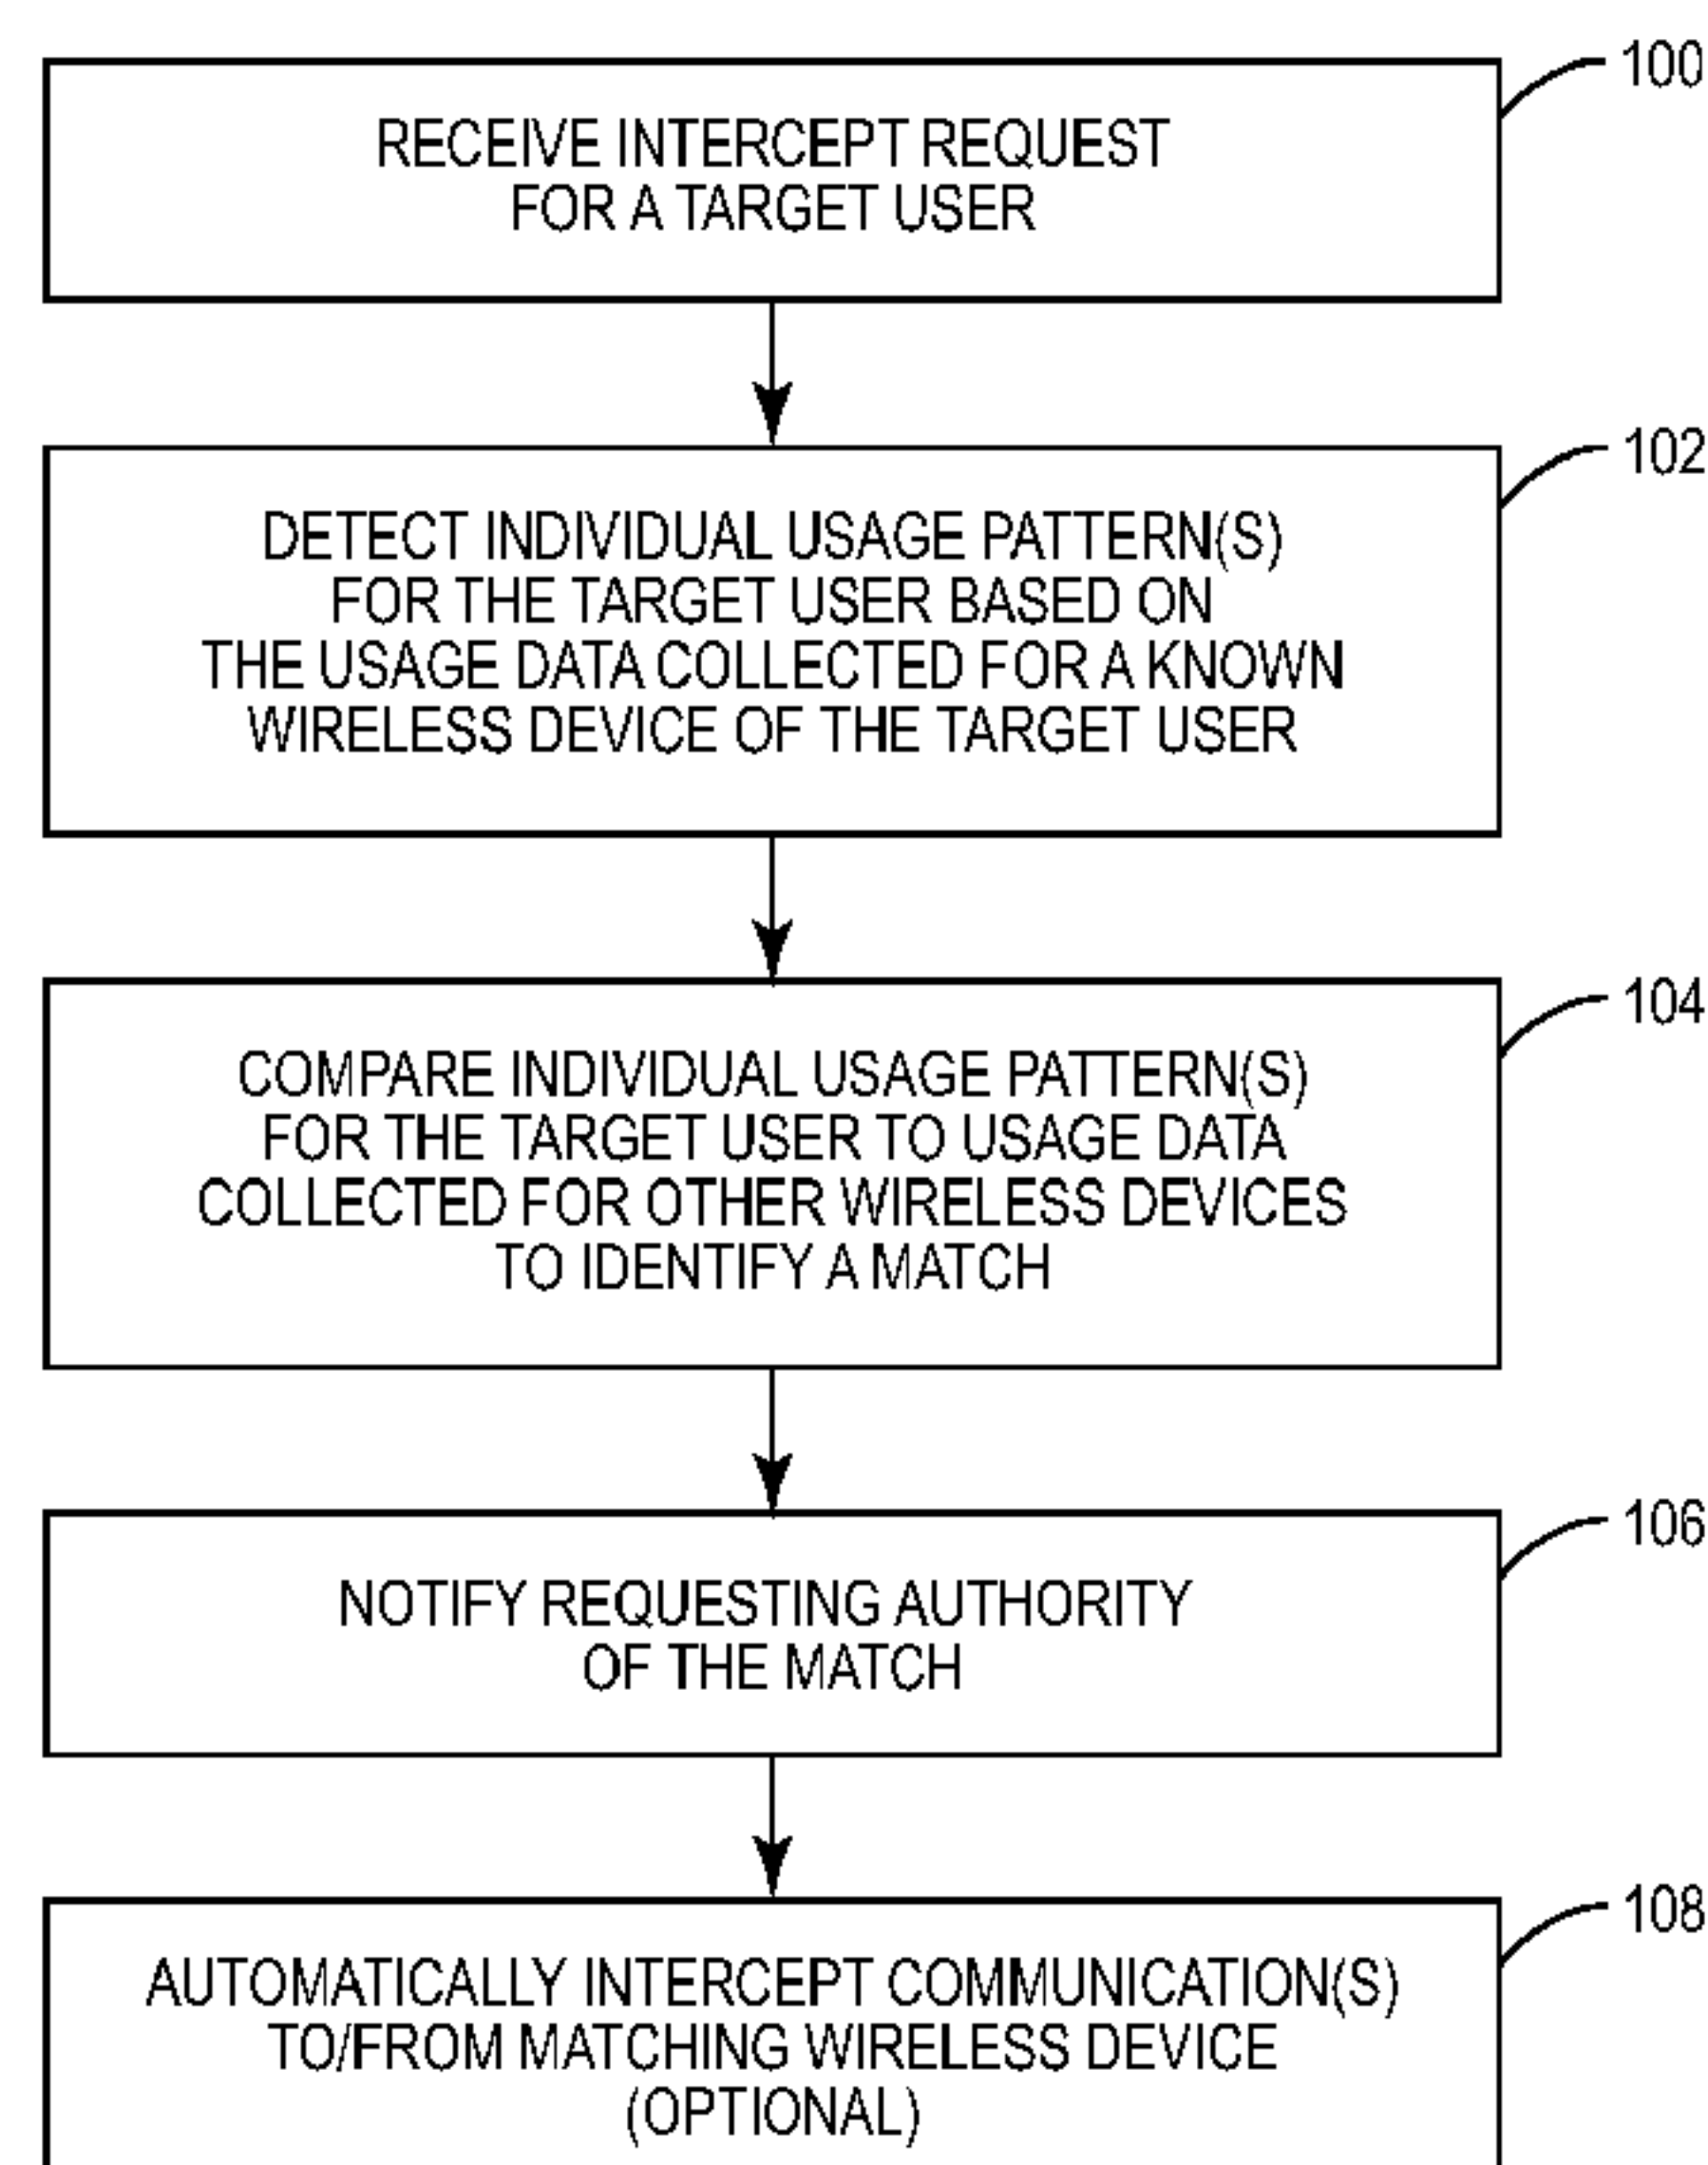 100
RECEIVE INTERCEPT REQUEST
FOR A TARGET USER
102
DETECT INDIVIDUAL USAGE PATTERN(S)
FOR THE TARGET USER BASED ON
THE USAGE DATA COLLECTED FOR A KNOWN
WIRELESS DEVICE OF THE TARGET USER
104
COMPARE INDIVIDUAL USAGE PATTERN(S)
FOR THE TARGET USER TO USAGE DATA
COLLECTED FOR OTHER WIRELESS DEVICES
TO IDENTIFY A MATCH
106
NOTIFY REQUESTING AUTHORITY
OF THE MATCH
108
AUTOMATICALLY INTERCEPT COMMUNICATION(S)
TO/FROM MATCHING WIRELESS DEVICE
(OPTIONAL)